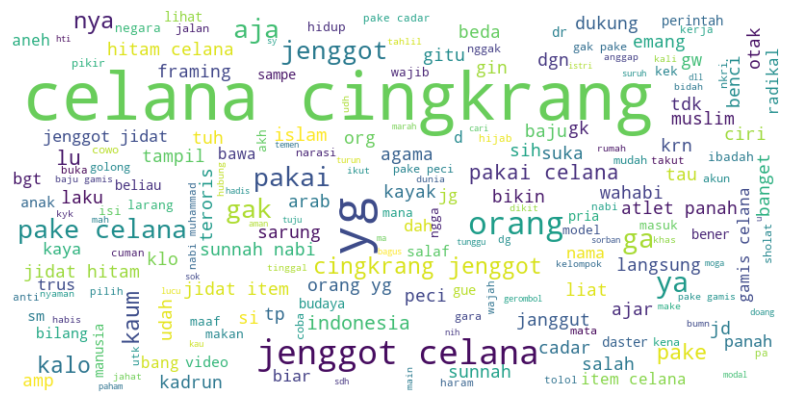 nya
aneh
negara
jalan
lihat
aja
pake cadar
sy
hidup
tahlil
nggak
beda
dukung
dr
perintah
kerja
gak pake
emang
otak
hti
hitam celana
jenggot
gitu
dgn
anggap
kali
gw
benci
radikal
pikir
framing
sampe
wajib
gin
istri
suruh
kek
dll
bidah
nkri
tdk
muslim
celana cingkrang
udh
marah
cari
hijab
baju
gk
rumah
krn
ciri
jenggot jidat
tuh
islam
org
d
sih
suka
mudah
takut
ibadah
lu
cowo
temen
akh
narasi
turun
ikut
agama
pake peci
pakai celana
tau
akun
banget
buka
golong
tampil
bawa
hadis
pakai
dunia
kayak
jg
bikin
wahabi
bgt
baju gamis
beliau
teroris
hubung
arab
mana
ngga
dikit
pria
atlet panah
nabi
anak
isi
larang
laku
tuju
gak
yg
dah
orang
model
masuk
khas
u
kyk
mah
nabi muhammad
aman
sarung
salaf
dg
ga
sorban
bener
sholat
gamis celana
pake celana
sunnah nabi
ma
bagus
tunggu
nama
kaya
cuman
klo
cingkrang jenggot
kelompok
langsung
jidat hitam
sok
tinggal
orang yg
gue
wajah
liat
ya
moga
trus
anti
nyaman
pilih
jidat item
lucu
budaya
peci
gerombol
ajar
pake gamis
make
sm
habis
kaum
udah
si
tp
indonesia
janggut
jd
bumn
doang
bilang
manusia
maaf
makan
coba
gara
mata
panah
kalo
utk
bang
video
kau
jenggot celana
nih
cadar
daster
kena
pake
pa
amp
jahat
kadrun
biar
main
sunnah
salah
item celana
paham
sdh
haram
tolol
modal